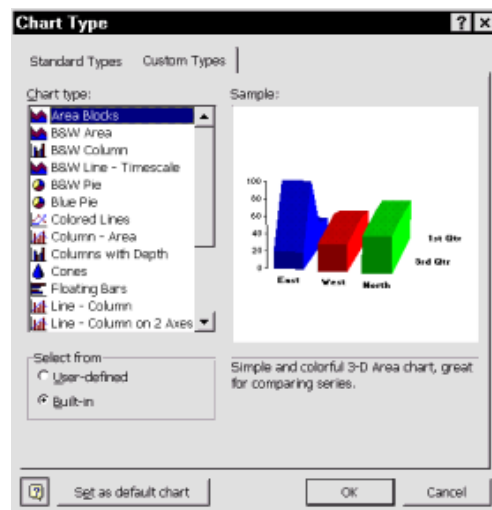 Chart Type
Standard Types Custom Types
Chart type:
Area Blocks
B&W Area
B&W Column
B&W Line - Timescale
B&W Pie
Blue Pie
Colored Lines
Column - Area
Columns with Depth
Cones
Floating Bars
Line - Column
Line - Column on 2 Axes
Sample:
100
80
60
40
20
0
East West North
1st Qtr
3rd Qtr
Select from
User-defined
Built-in
Simple and colorful 3-D Area chart, great
for comparing series.
Set as default chart
OK
Cancel